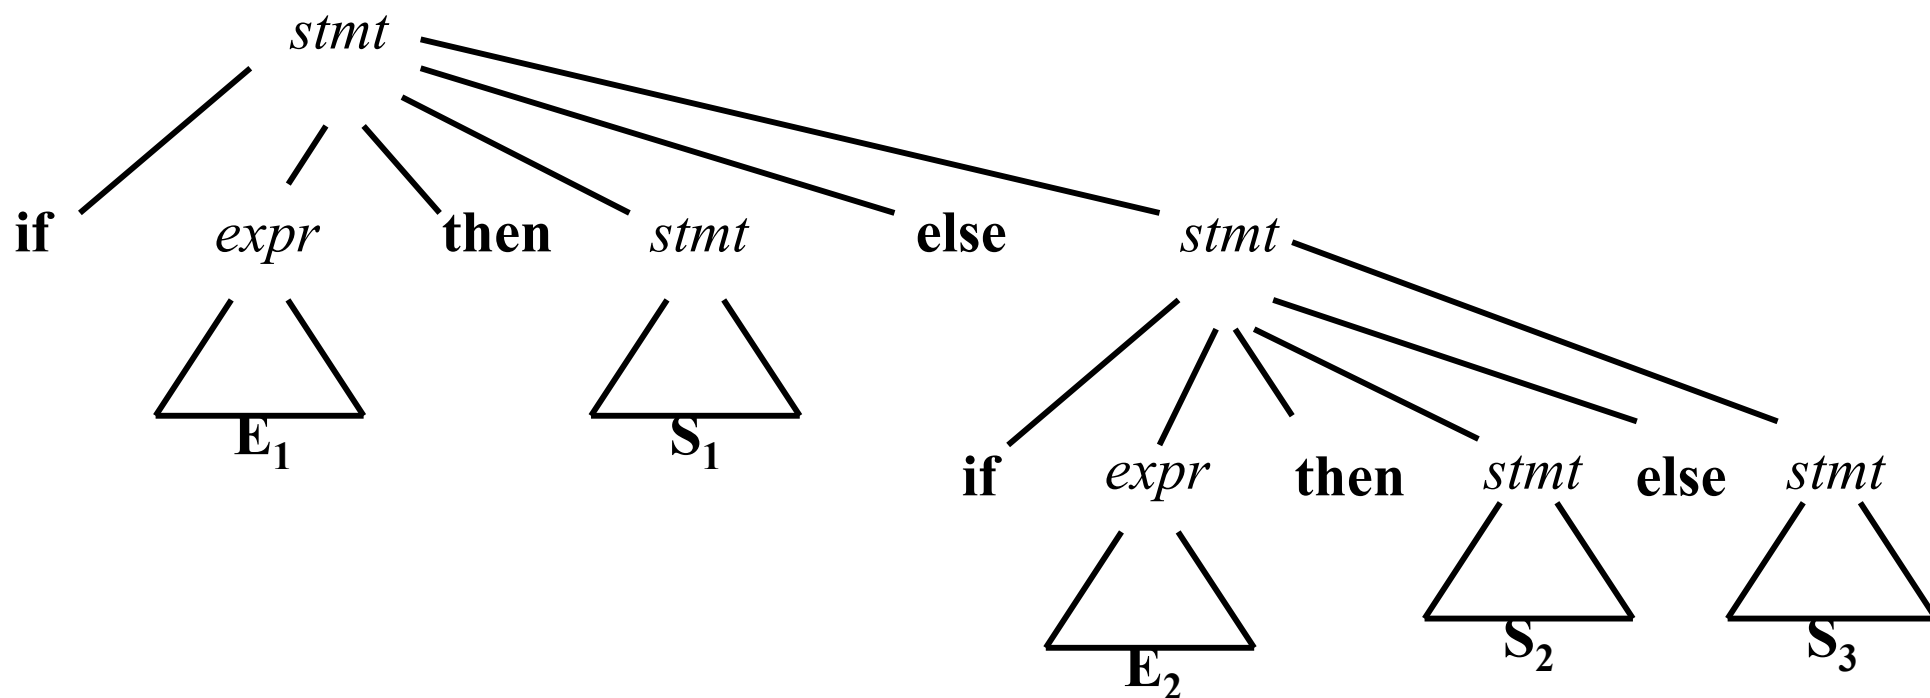 stmt
if expr then stmt else stmt
E₁ S₁
if expr then stmt else stmt
S₂ S₃
E₂